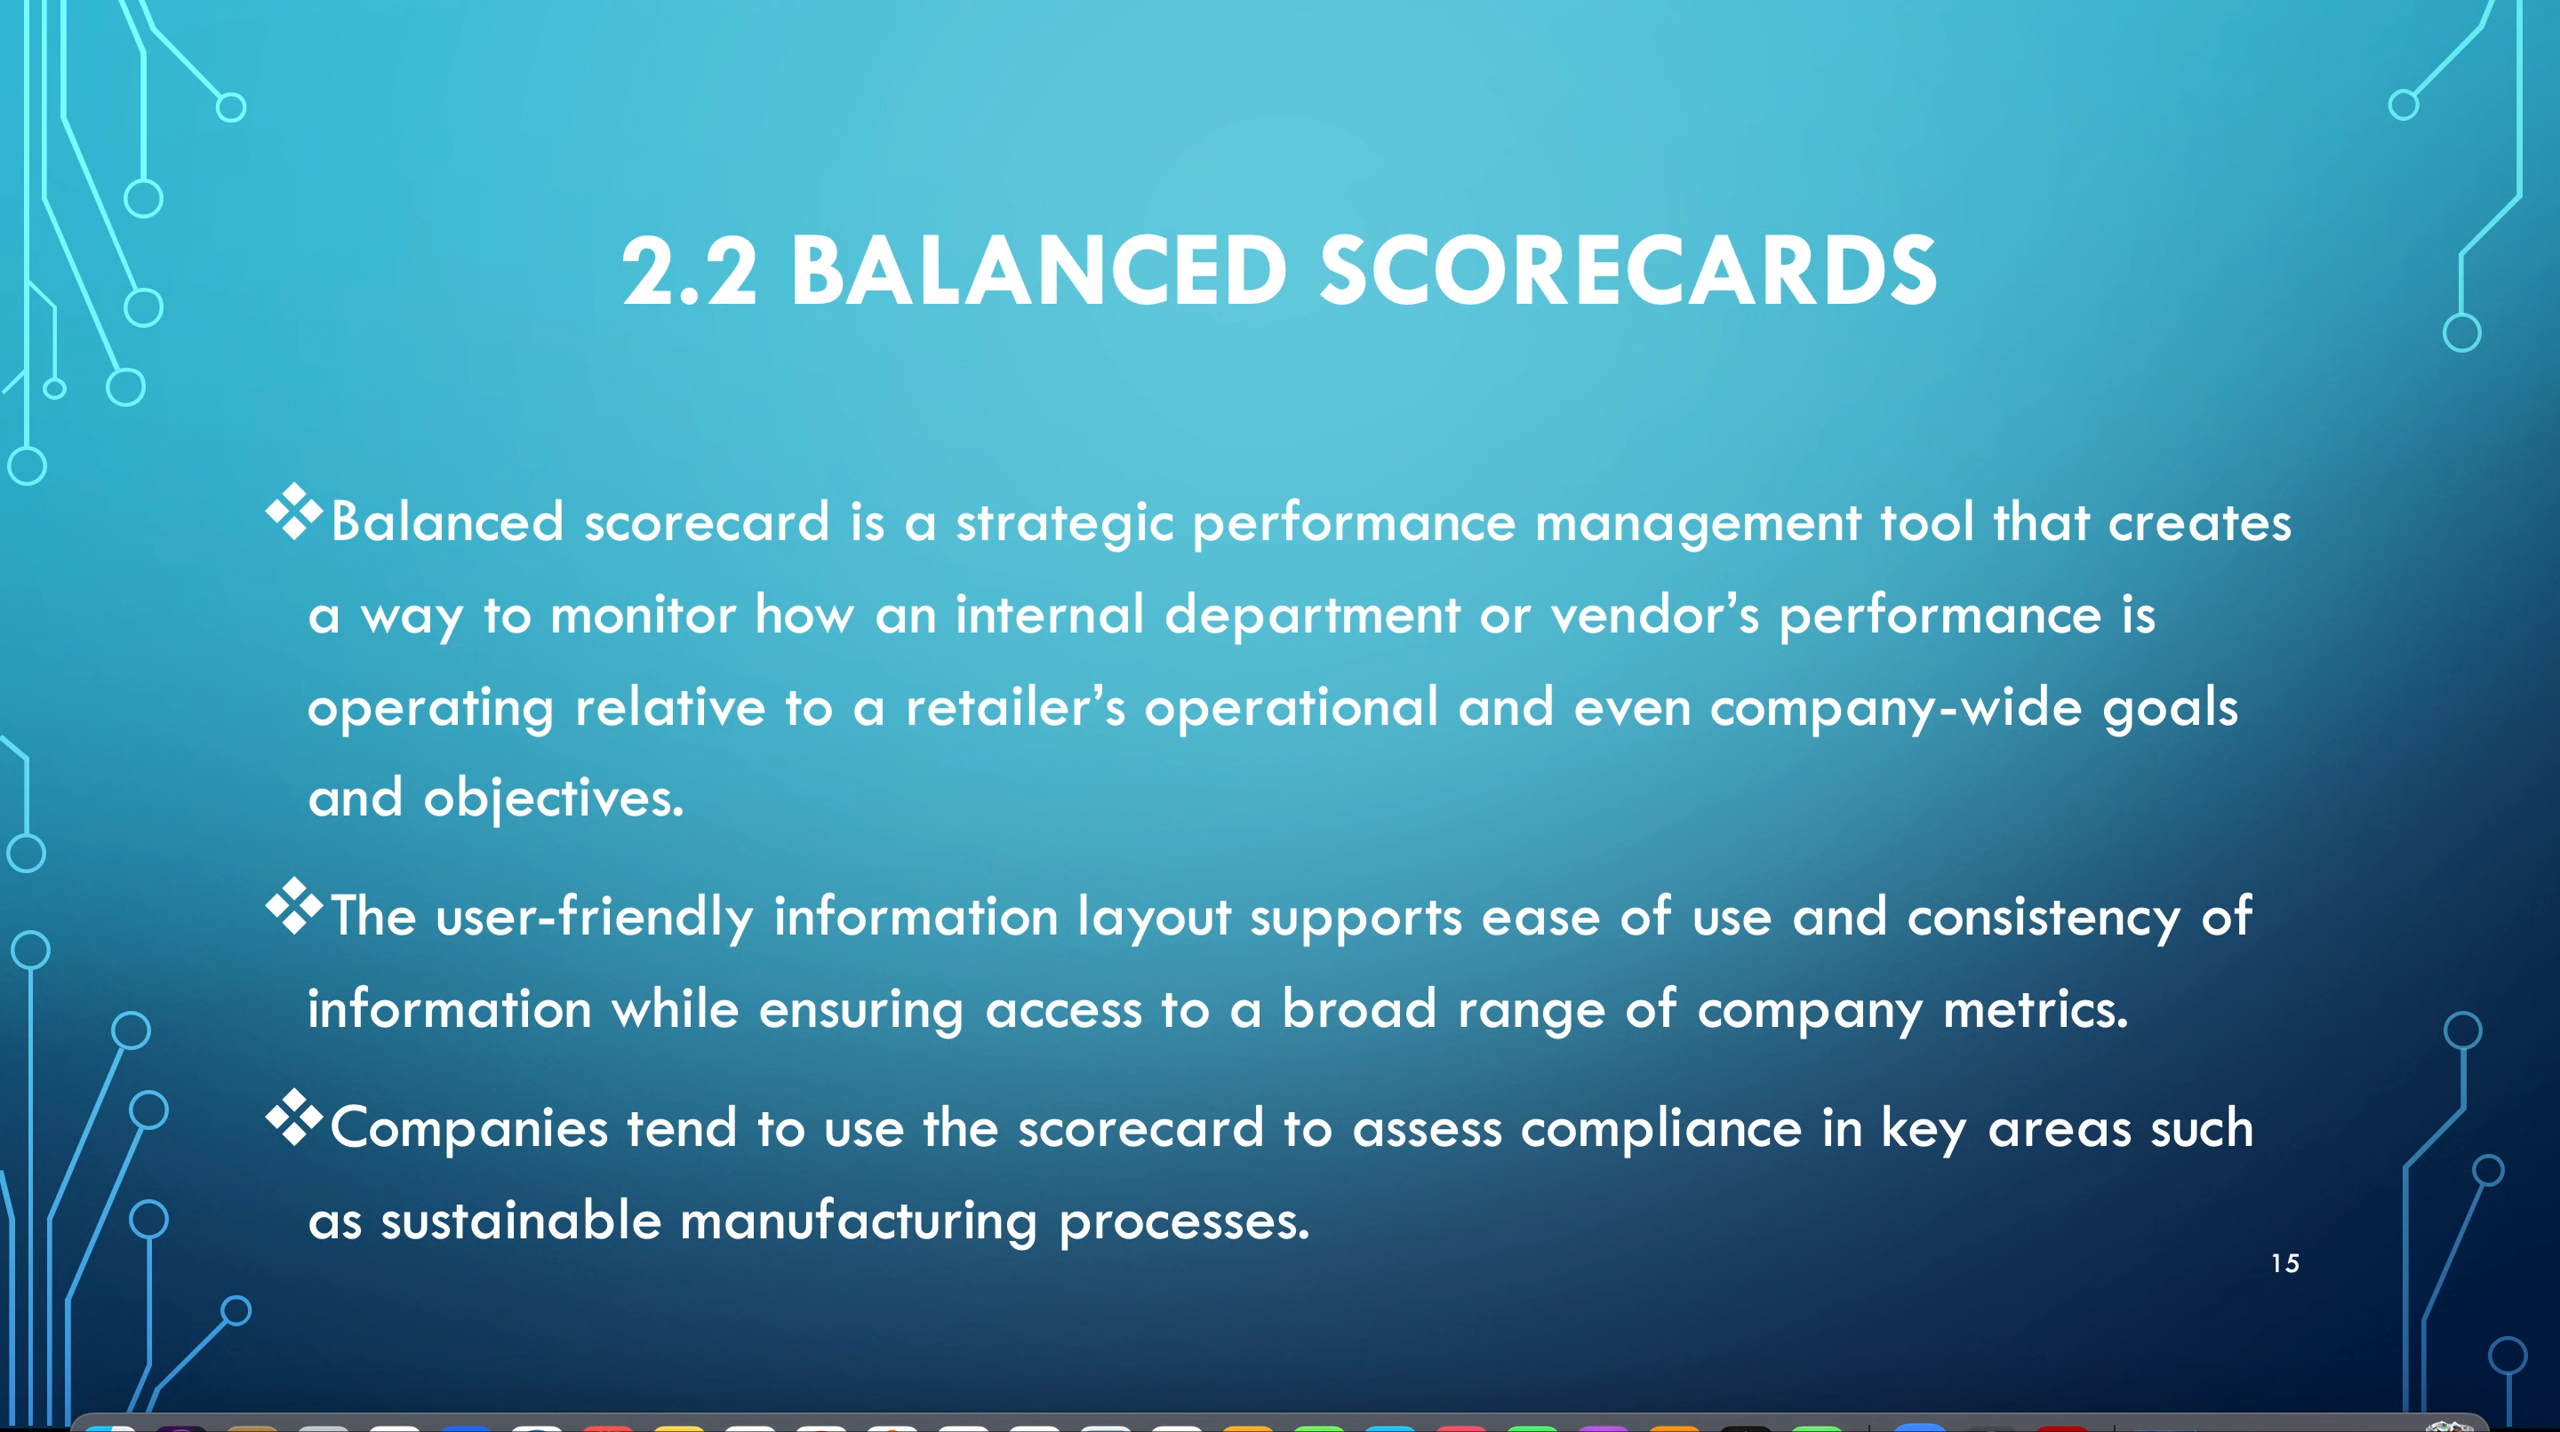 2.2 BALANCED SCORECARDS
❖Balanced scorecard is a strategic performance management tool that creates
a way to monitor how an internal department or vendor’s performance is
operating relative to a retailer’s operational and even company-wide goals
and objectives.
❖The user-friendly information layout supports ease of use and consistency of
information while ensuring access to a broad range of company metrics.
❖Companies tend to use the scorecard to assess compliance in key areas such
as sustainable manufacturing processes.
15